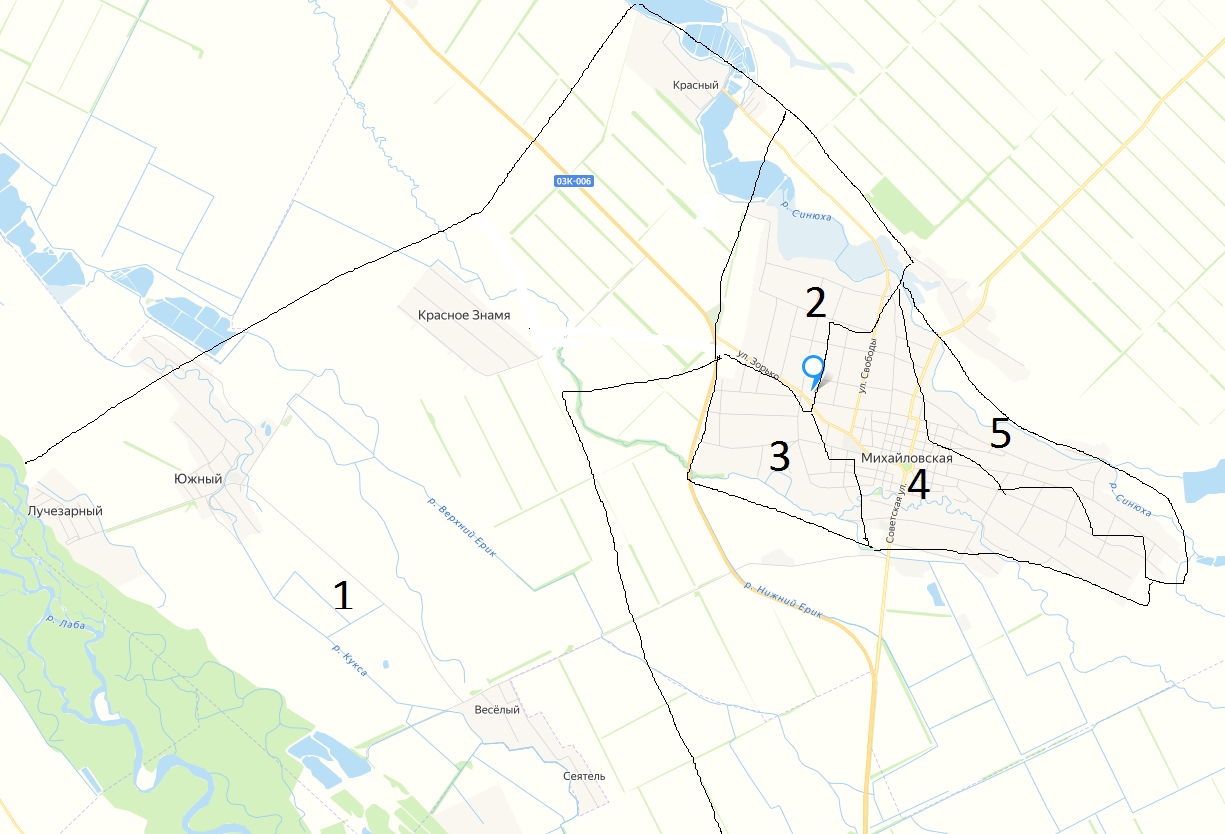 Красный
03К-006
р. Синюха
2
Красное Знамя
ул. Зорько
ул. Свободы
5
3
Михайловская
4
Южный
р. Синюха
Лучезарный
Советская ул.
р. Верхний Ерик
1
р. Нижний Ерик
р. Лаба
р. Кукса
Весёлый
Сеятель